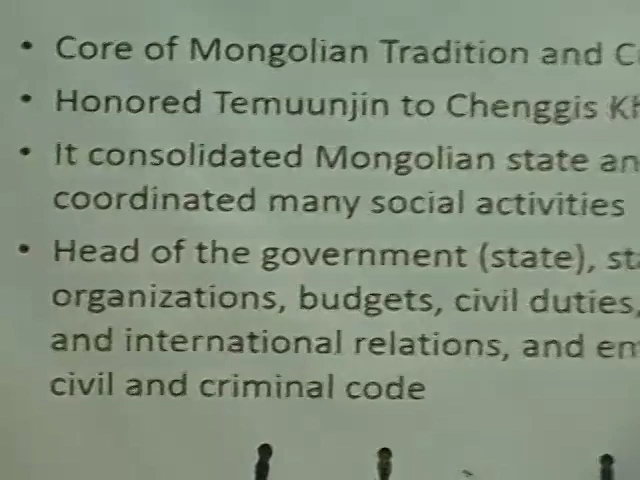 • Core of Mongolian Tradition and
• Honored Temuunjin to Chenggis
• It consolidated Mongolian state
coordinated many social activities
• Head of the government (state),
organizations, budgets, civil duties,
and international relations, and
civil and criminal code